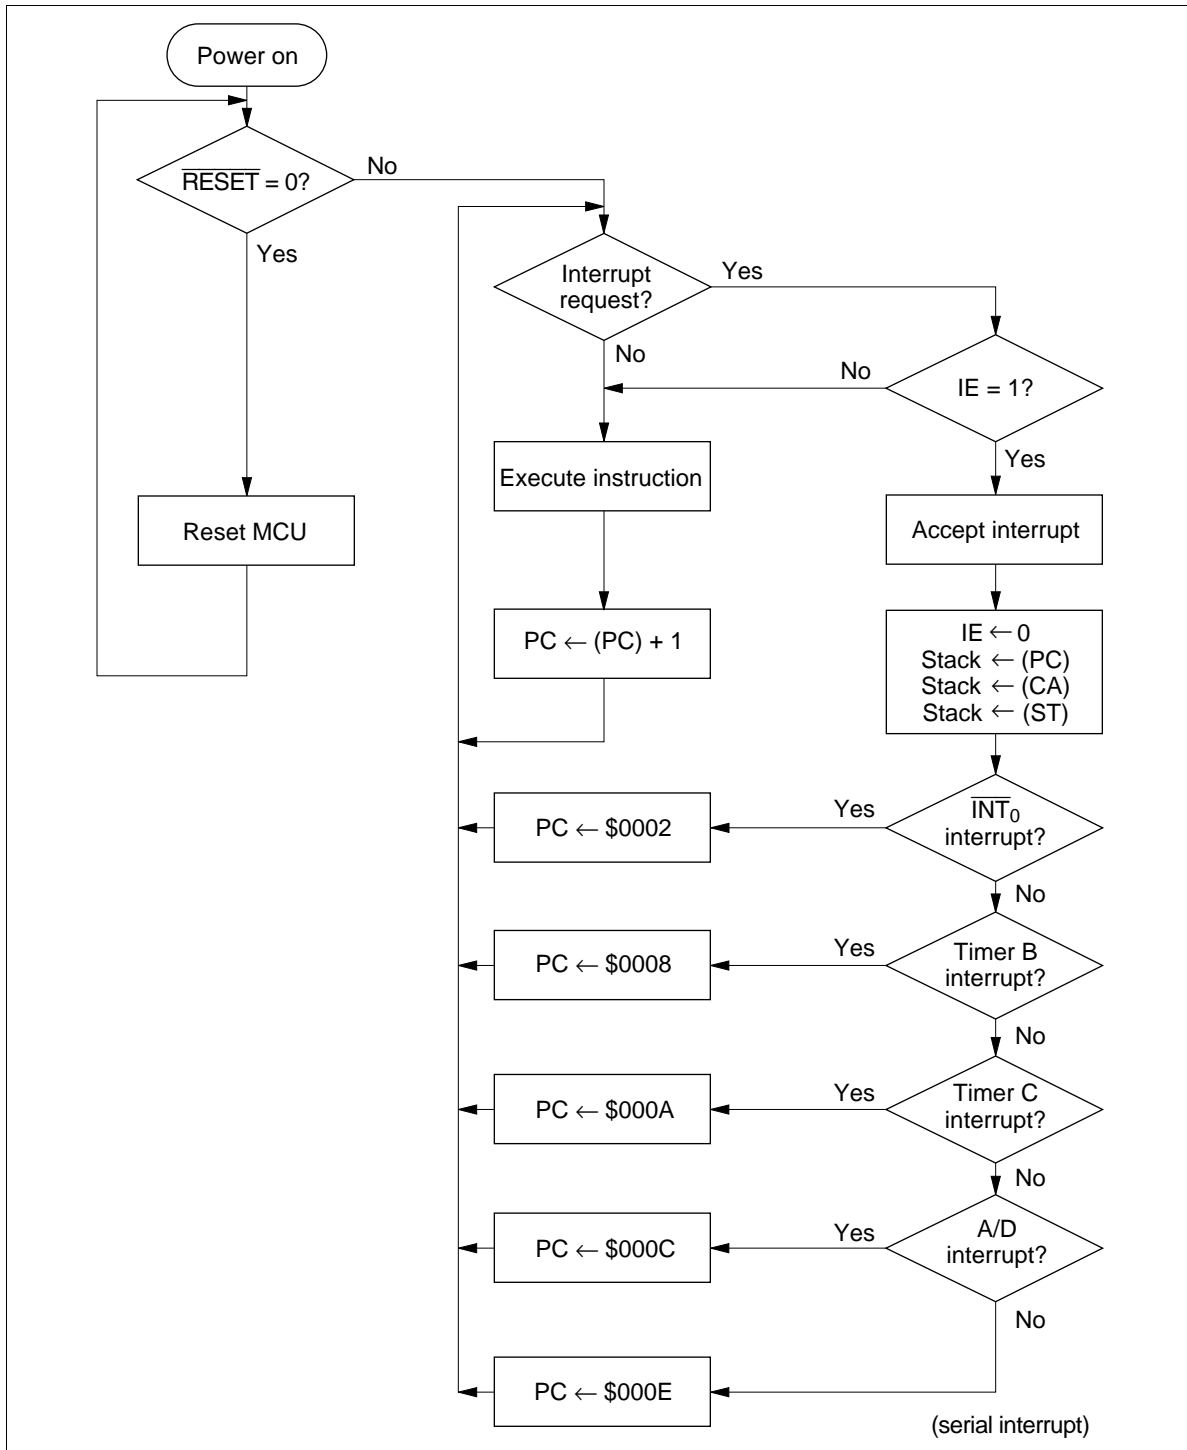 Power on
RESET = 0?
No
Yes
Interrupt
request?
Yes
No
No
IE = 1?
Yes
Execute instruction
Reset MCU
Accept interrupt
PC ← (PC) + 1
IE ← 0
Stack ← (PC)
Stack ← (CA)
Stack ← (ST)
PC ← $0002
Yes
INT0
interrupt?
No
PC ← $0008
Yes
Timer B
interrupt?
No
PC ← $000A
Yes
Timer C
interrupt?
No
PC ← $000C
Yes
A/D
interrupt?
No
PC ← $000E
(serial interrupt)